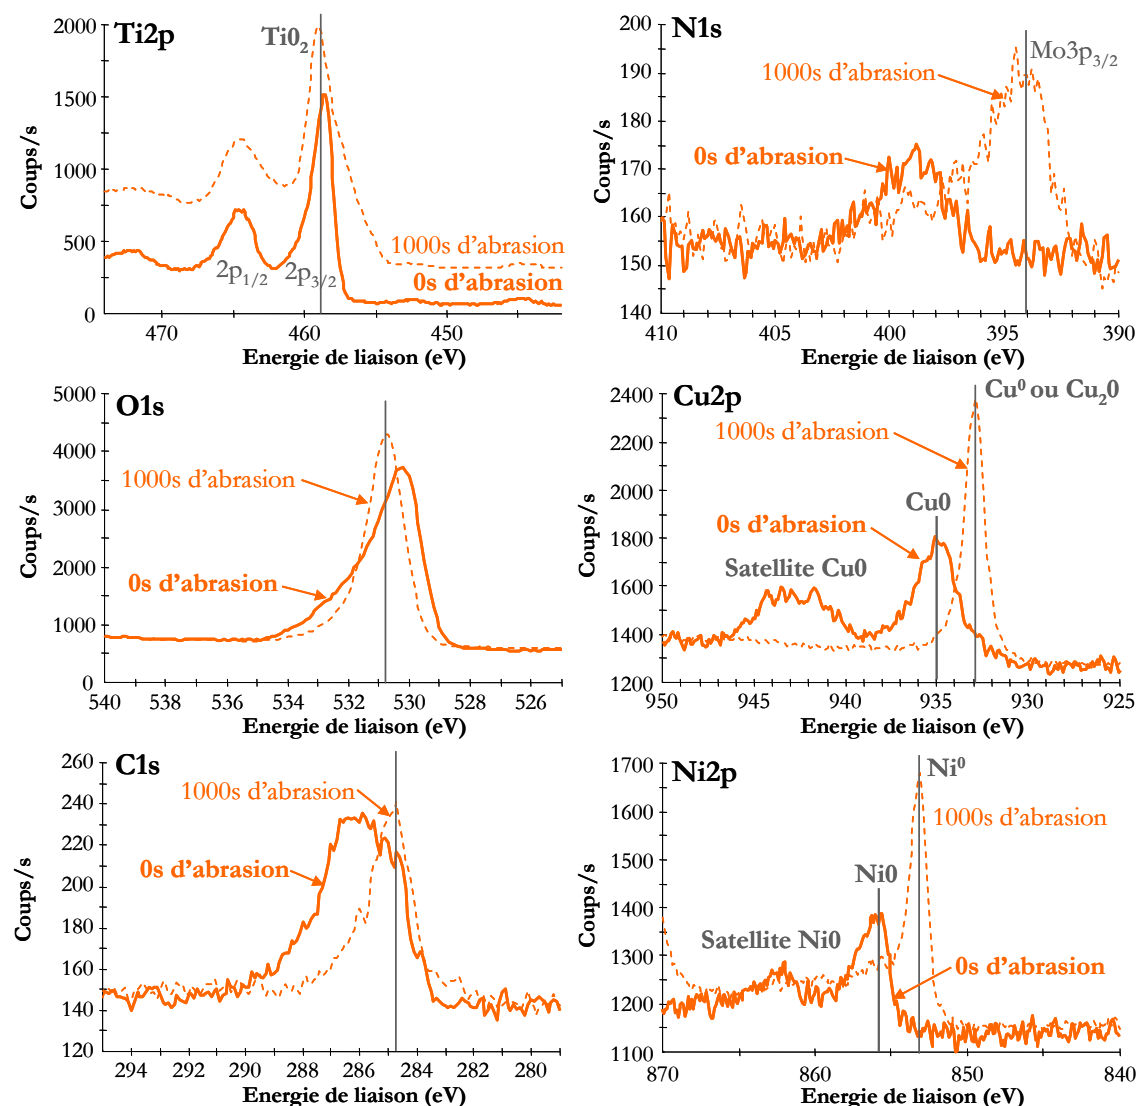 Ti2p
Ti0₂
2000
1500
1000
500
0
Coups/s
2p₁/₂
2p₃/₂
1000s d'abrasion
0s d'abrasion
470
460
450
Energie de liaison (eV)
N1s
Mo3p₃/₂
200
190
180
170
160
150
140
Coups/s
1000s d'abrasion
0s d'abrasion
410
405
400
395
390
Energie de liaison (eV)
O1s
5000
4000
3000
2000
1000
0
Coups/s
1000s d'abrasion
0s d'abrasion
540
538
536
534
532
530
528
526
Energie de liaison (eV)
Cu2p
Cu⁰ ou Cu₂0
2400
2200
2000
1800
1600
1400
1200
Coups/s
1000s d'abrasion
Cu0
0s d'abrasion
Satellite Cu0
950
945
940
935
930
925
Energie de liaison (eV)
C1s
260
240
220
200
180
160
140
120
Coups/s
1000s d'abrasion
0s d'abrasion
294
292
290
288
286
284
282
280
Energie de liaison (eV)
Ni2p
Ni⁰
1700
1600
1500
1400
1300
1200
1100
Coups/s
1000s d'abrasion
Ni0
Satellite Ni0
0s d'abrasion
870
860
850
840
Energie de liaison (eV)